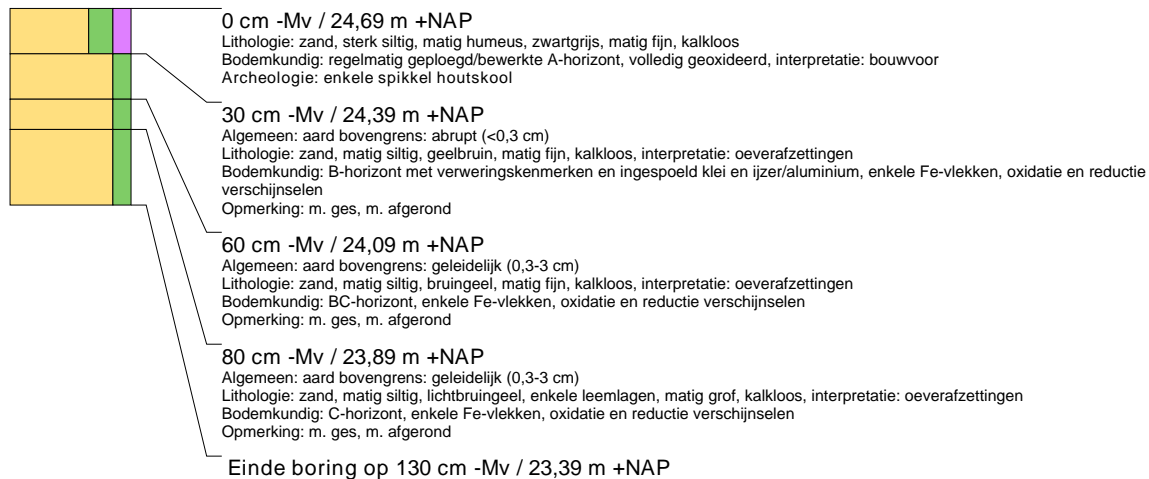 0 cm -Mv / 24,69 m +NAP
Lithologie: zand, sterk siltig, matig humeus, zwartgrijs, matig fijn, kalkloos
Bodemkundig: regelmatig geploegd/bewerkte A-horizont, volledig geoxideerd, interpretatie: bouwvoor
Archeologie: enkele spikkel houtskool
30 cm -Mv / 24,39 m +NAP
Algemeen: aard bovengrens: abrupt (<0,3 cm)
Lithologie: zand, matig siltig, geelbruin, matig fijn, kalkloos, interpretatie: oeverafzettingen
Bodemkundig: B-horizont met verweringskenmerken en ingespoeld klei en ijzer/aluminium, enkele Fe-vlekken, oxidatie en reductie
verschijnselen
Opmerking: m. ges, m. afgerond
60 cm -Mv / 24,09 m +NAP
Algemeen: aard bovengrens: geleidelijk (0,3-3 cm)
Lithologie: zand, matig siltig, bruingeel, matig fijn, kalkloos, interpretatie: oeverafzettingen
Bodemkundig: BC-horizont, enkele Fe-vlekken, oxidatie en reductie verschijnselen
Opmerking: m. ges, m. afgerond
80 cm -Mv / 23,89 m +NAP
Algemeen: aard bovengrens: geleidelijk (0,3-3 cm)
Lithologie: zand, matig siltig, lichtbruingeel, enkele leemlagen, matig grof, kalkloos, interpretatie: oeverafzettingen
Bodemkundig: C-horizont, enkele Fe-vlekken, oxidatie en reductie verschijnselen
Opmerking: m. ges, m. afgerond
Einde boring op 130 cm -Mv / 23,39 m +NAP